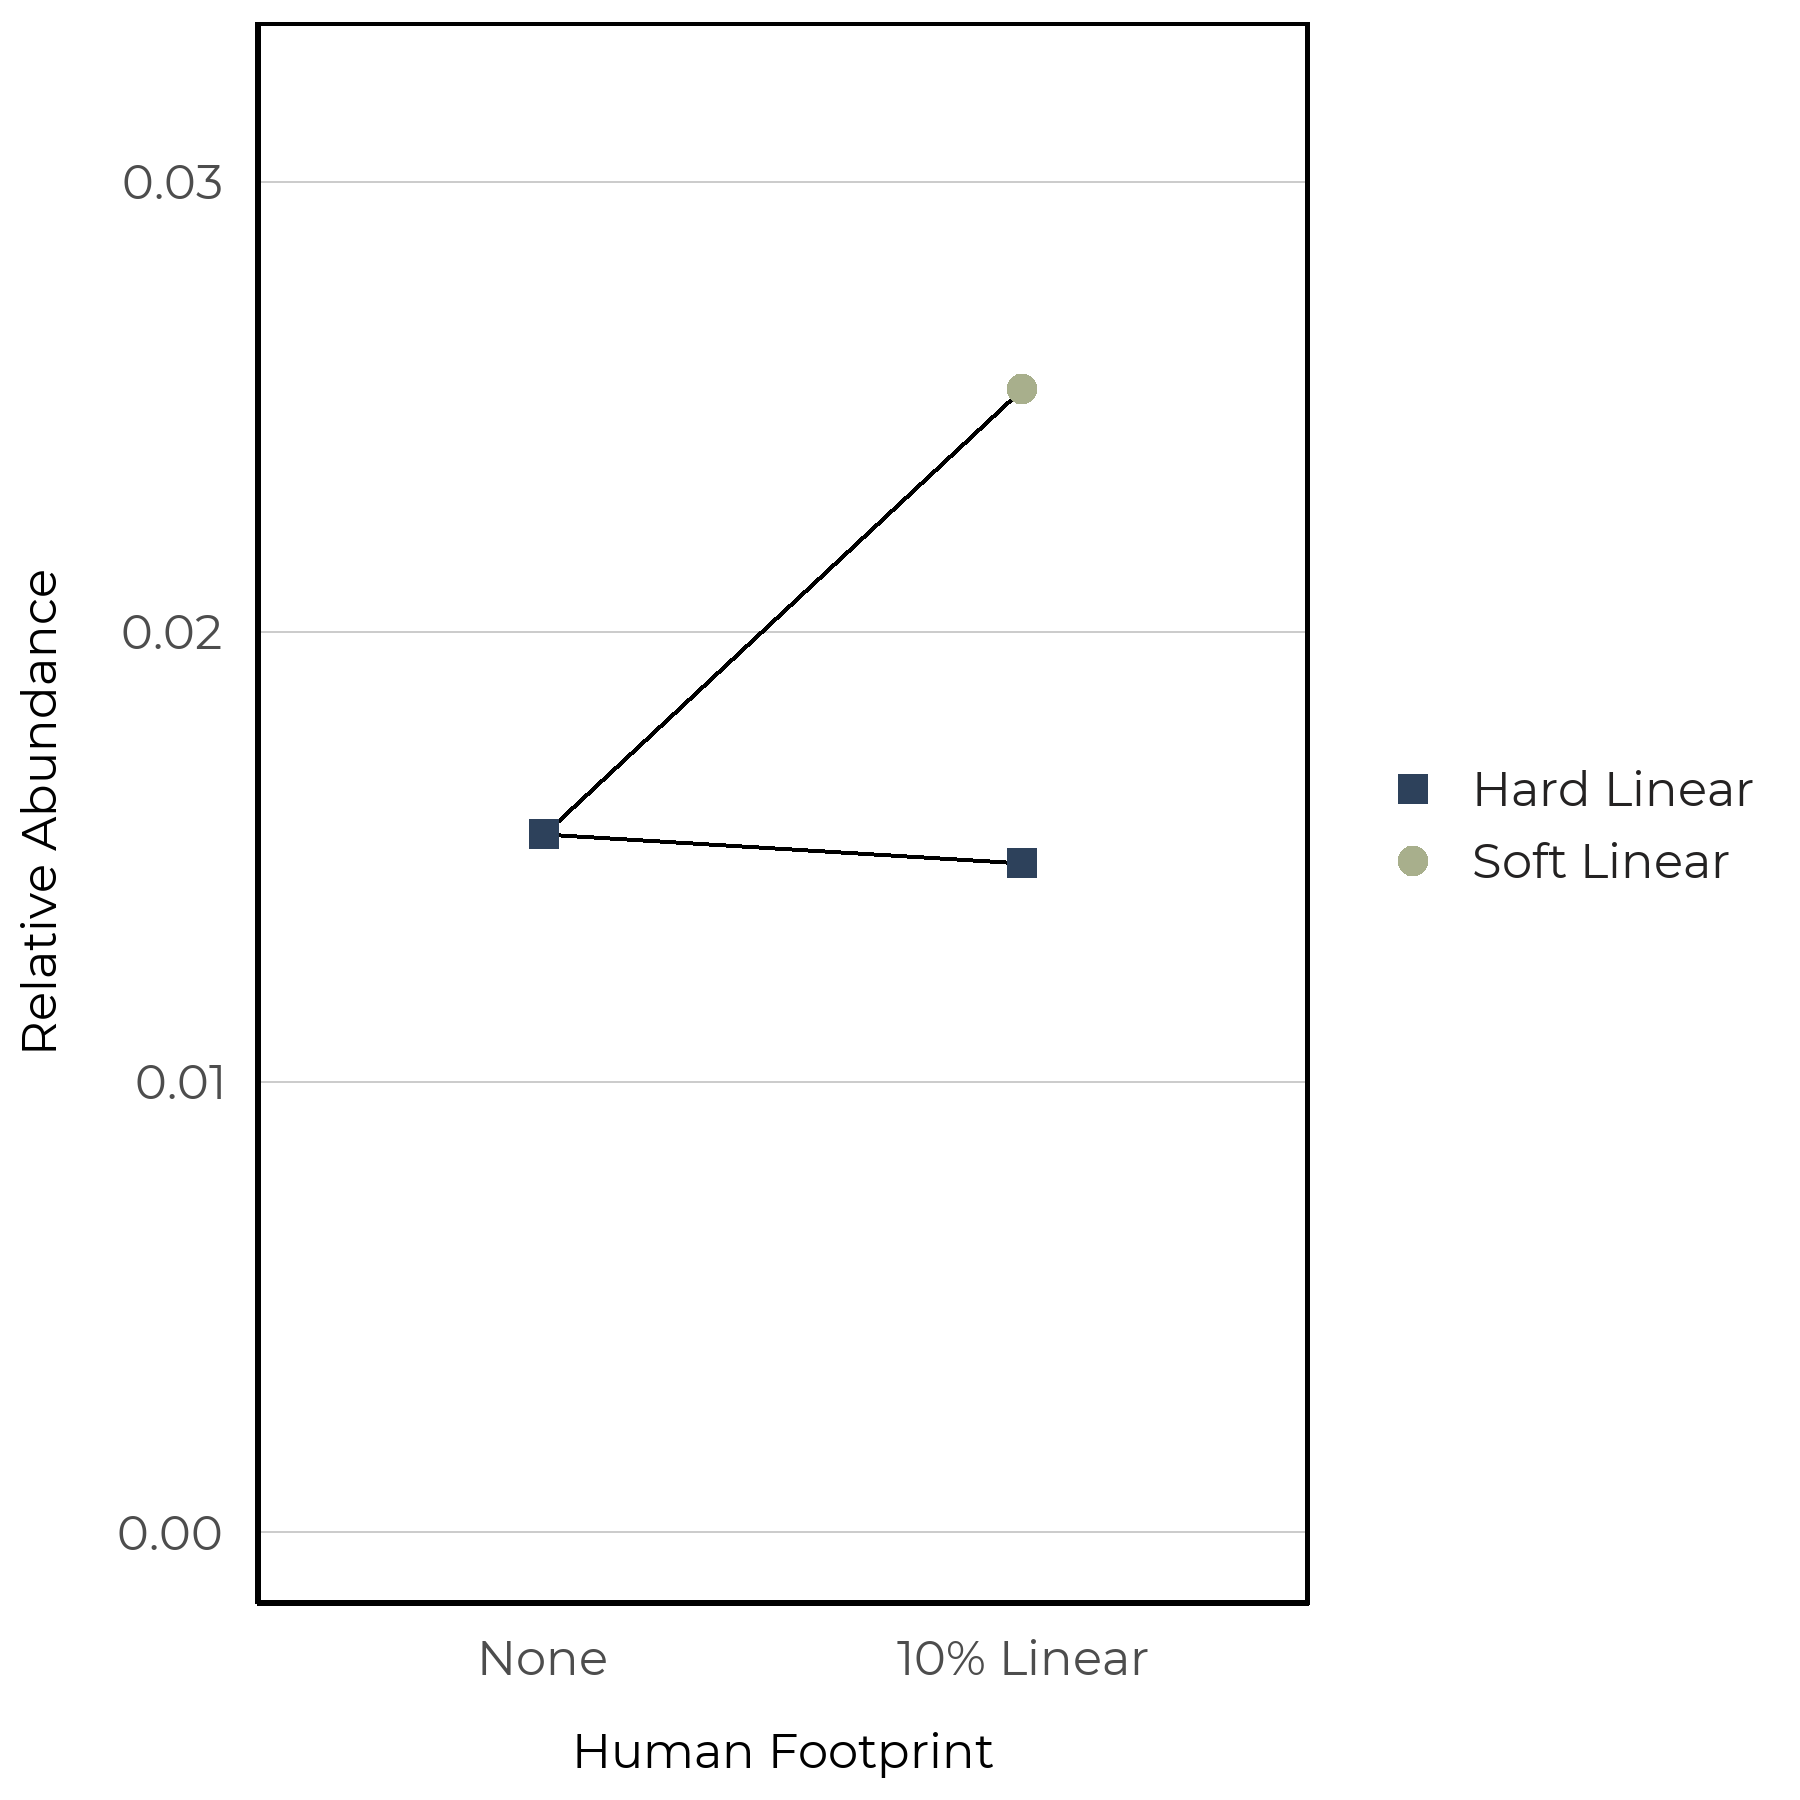 0.03
0.02
0.01
0.00
Relative Abundance
None
10% Linear
Human Footprint
Hard Linear
Soft Linear